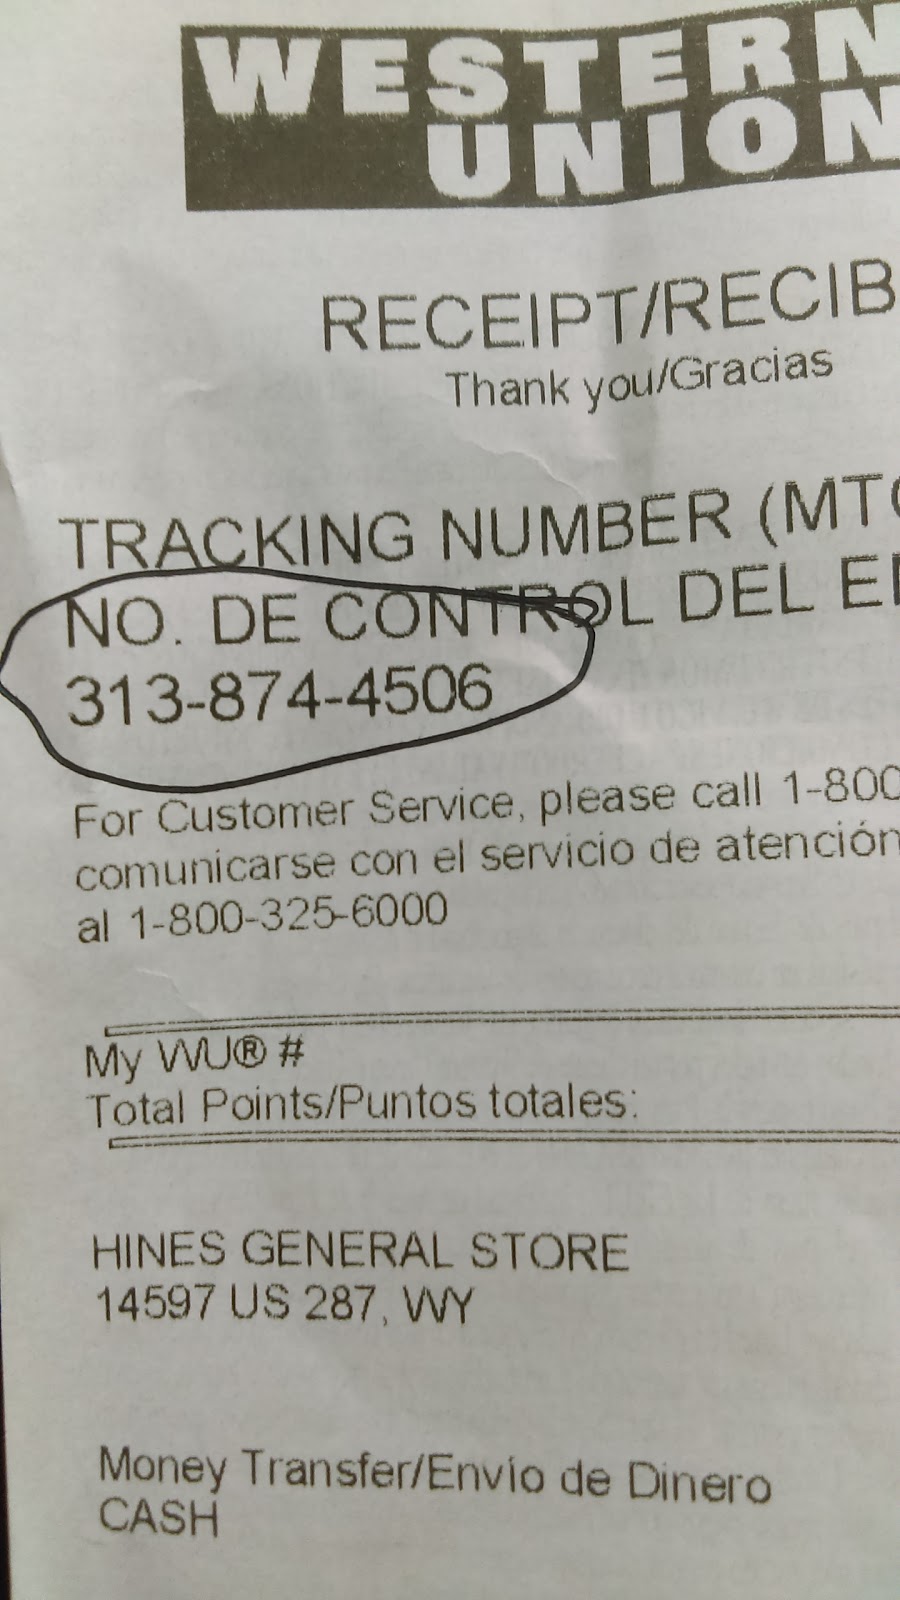 WESTERN
UNION
RECEIPT/RECIB
Thank you/Gracias
TRACKING NUMBER (MTC
NO. DE CONTROL DEL E
313-874-4506
For Customer Service, please call 1-800
comunicarse con el servicio de atención
al 1-800-325-6000
My WU® #
Total Points/Puntos totales:
HINES GENERAL STORE
14597 US 287, WY
Money Transfer/Envío de Dinero
CASH